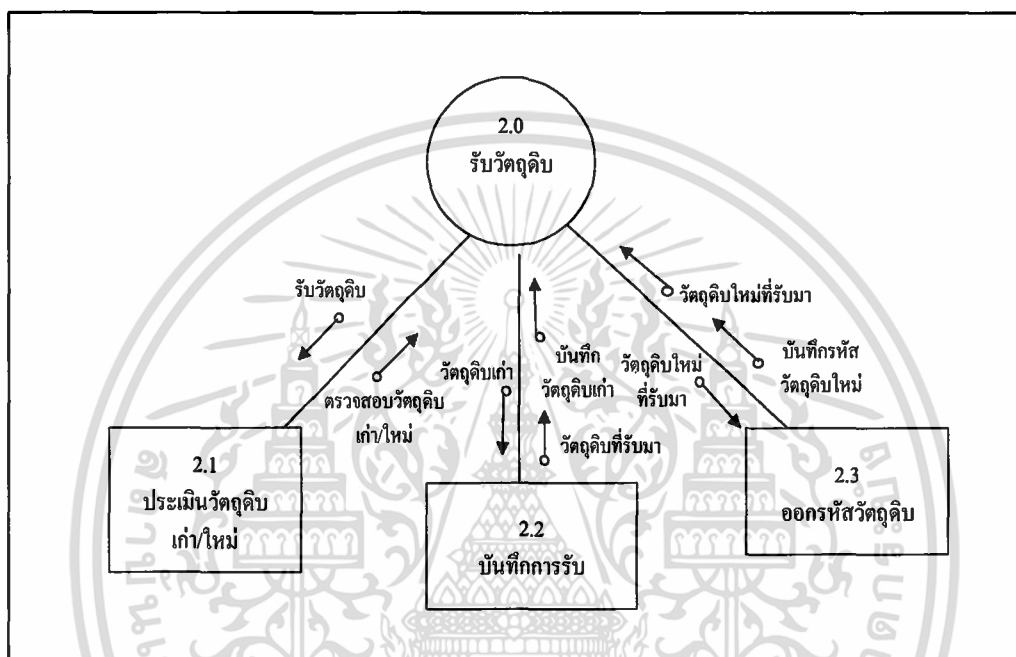 2.0
รับวัตถุดิบ
รับวัตถุดิบ
ตรวจสอบวัตถุดิบ
เก่า/ใหม่
วัตถุดิบเก่า
บันทึก
วัตถุดิบเก่า
วัตถุดิบที่รับมา
วัตถุดิบใหม่
ที่รับมา
วัตถุดิบใหม่ที่รับมา
บันทึกรหัส
วัตถุดิบใหม่
2.1
ประเมินวัตถุดิบ
เก่า/ใหม่
2.2
บันทึกการรับ
2.3
ออกรหัสวัตถุดิบ